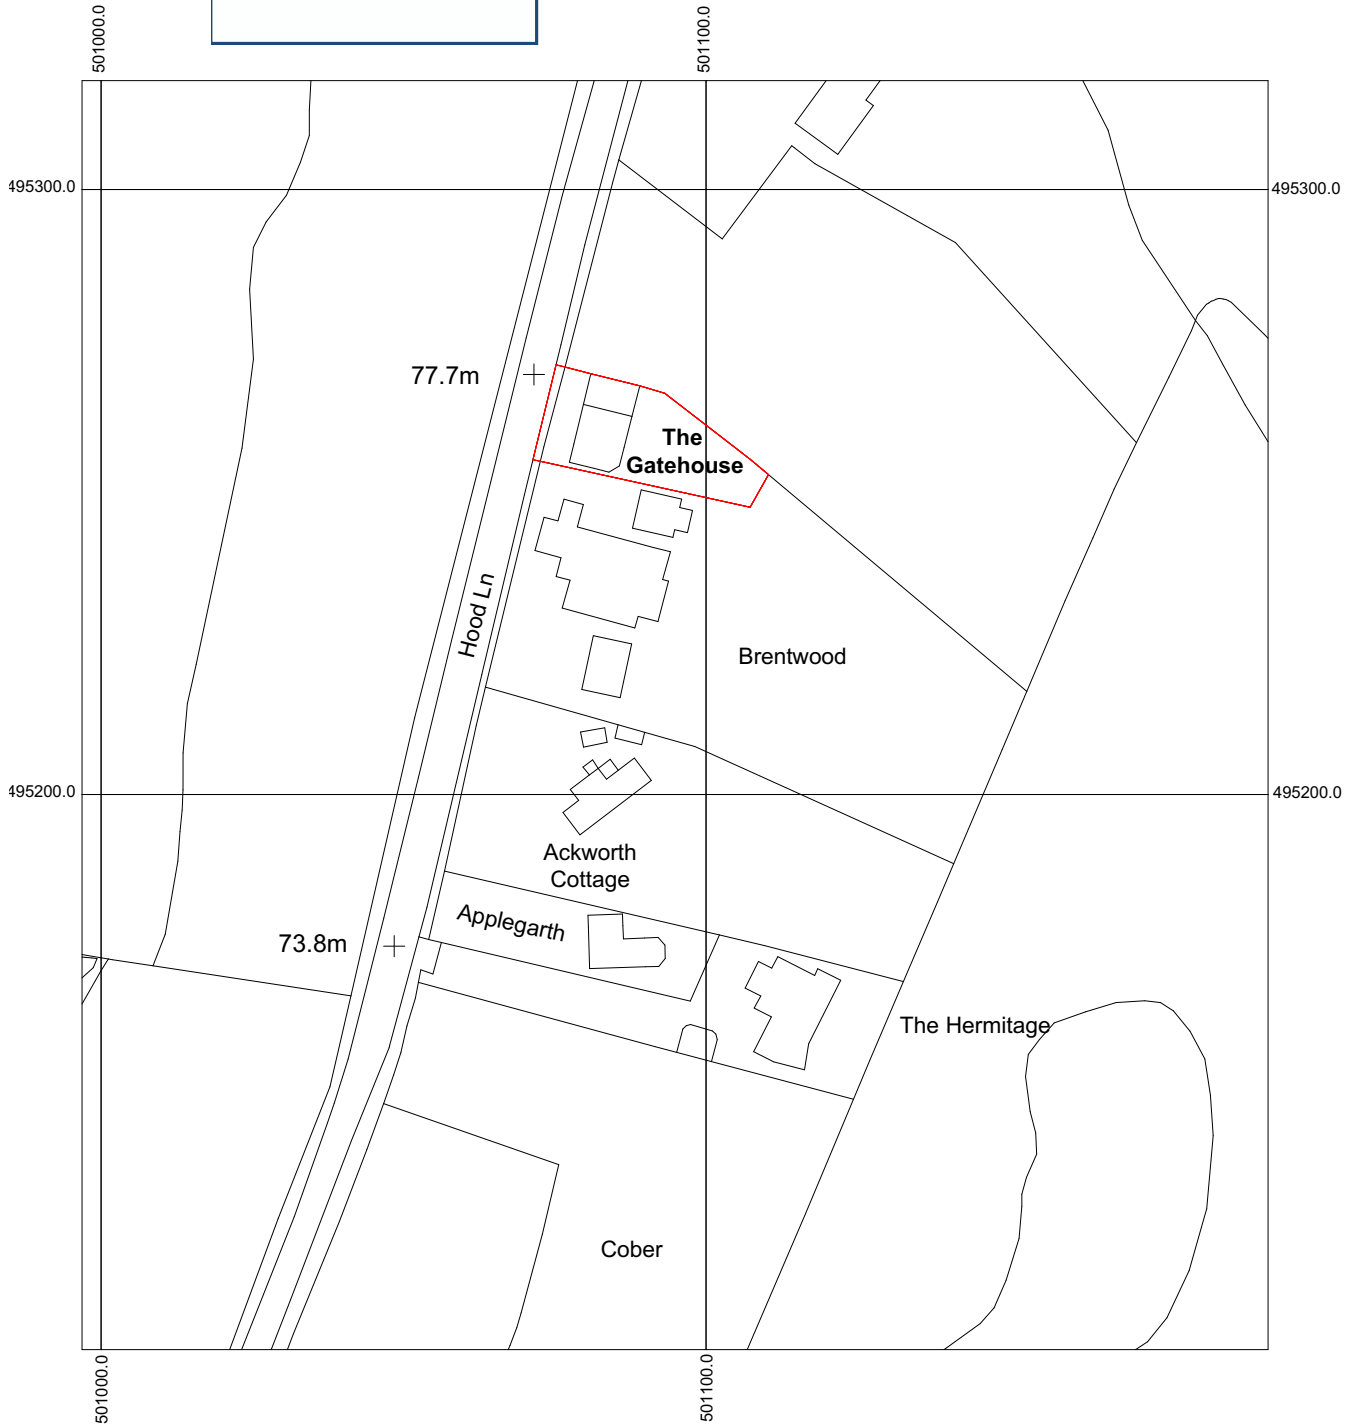 501000.0
501100.0
495300.0
495300.0
77.7m
The
Gatehouse
Hood Ln
Brentwood
495200.0
495200.0
Ackworth
Cottage
Applegarth
73.8m
The Hermitage
Cober
501000.0
501100.0